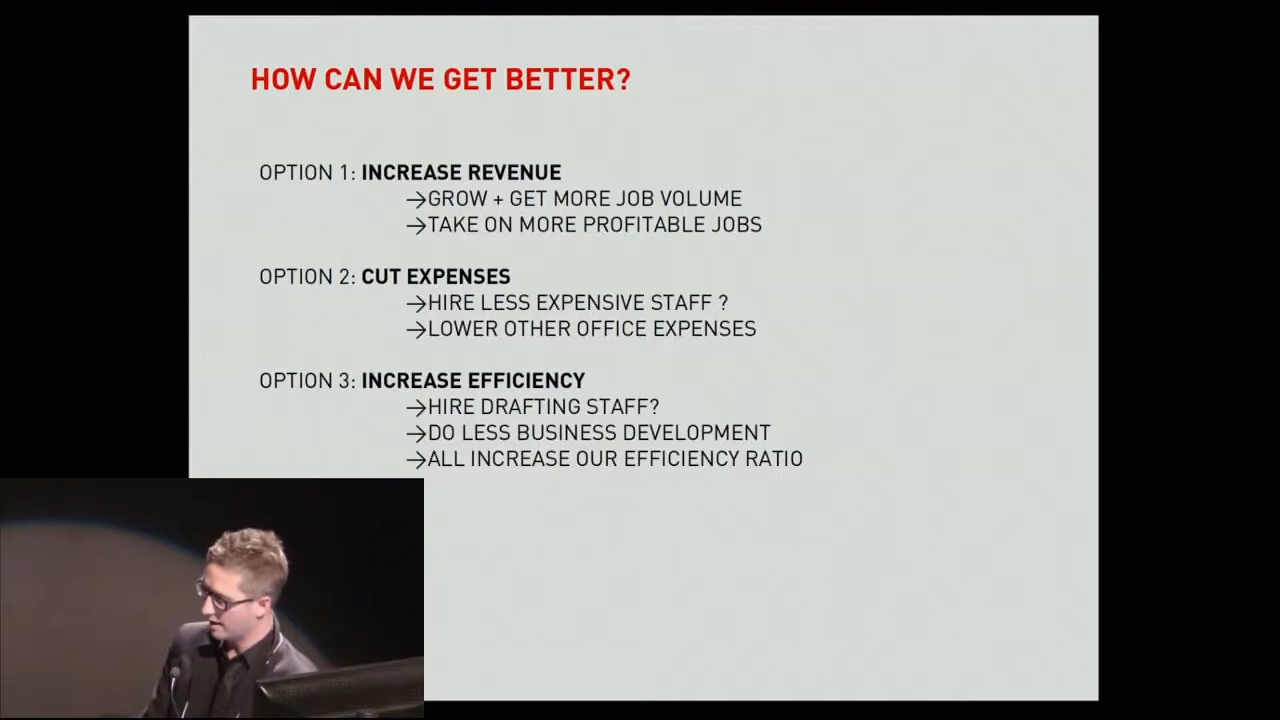 HOW CAN WE GET BETTER?
OPTION 1: INCREASE REVENUE
→GROW + GET MORE JOB VOLUME
→TAKE ON MORE PROFITABLE JOBS
OPTION 2: CUT EXPENSES
→HIRE LESS EXPENSIVE STAFF ?
→LOWER OTHER OFFICE EXPENSES
OPTION 3: INCREASE EFFICIENCY
→HIRE DRAFTING STAFF?
→DO LESS BUSINESS DEVELOPMENT
→ALL INCREASE OUR EFFICIENCY RATIO